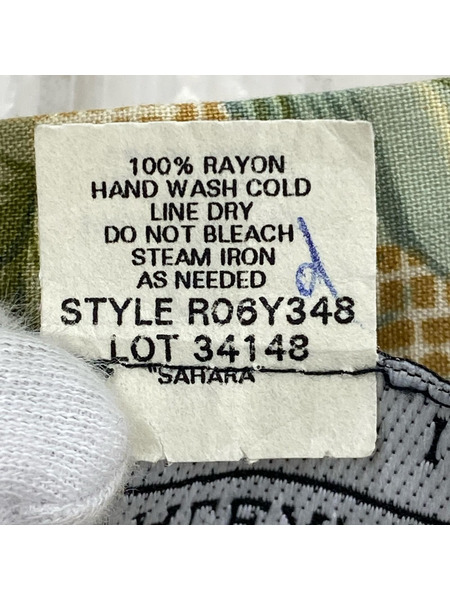 100% RAYON
HAND WASH COLD
LINE DRY
DO NOT BLEACH
STEAM IRON
AS NEEDED
STYLE R06Y348
LOT 34148
"SAHARA"